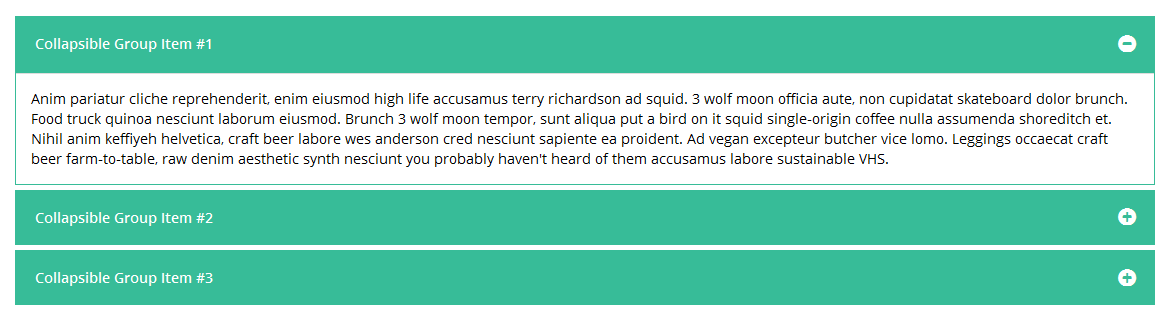 Collapsible Group Item #1
Anim pariatur cliche reprehenderit, enim eiusmod high life accusamus terry richardson ad squid. 3 wolf moon officia aute, non cupidatat skateboard dolor brunch.
Food truck quinoa nesciunt laborum eiusmod. Brunch 3 wolf moon tempor, sunt aliqua put a bird on it squid single-origin coffee nulla assumenda shoreditch et.
Nihil anim keffiyeh helvetica, craft beer labore wes anderson cred nesciunt sapiente ea proident. Ad vegan excepteur butcher vice lomo. Leggings occaecat craft
beer farm-to-table, raw denim aesthetic synth nesciunt you probably haven't heard of them accusamus labore sustainable VHS.
Collapsible Group Item #2
Collapsible Group Item #3